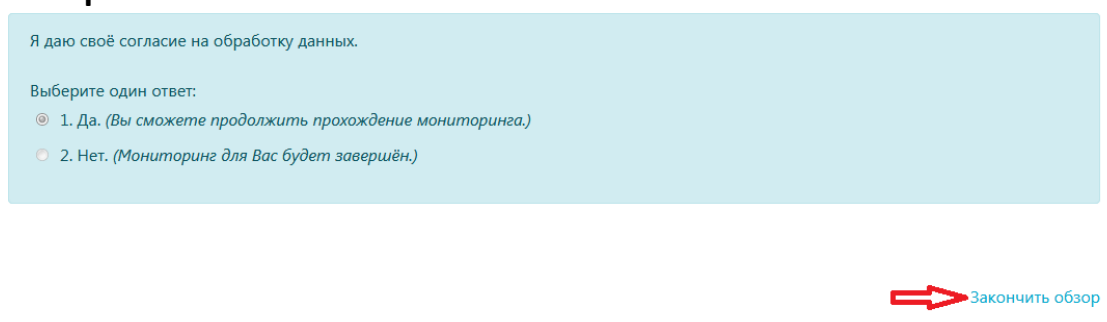 Я даю своё согласие на обработку данных.
Выберите один ответ:
1. Да. (Вы сможете продолжить прохождение мониторинга.)
2. Нет. (Мониторинг для Вас будет завершён.)
Закончить обзор